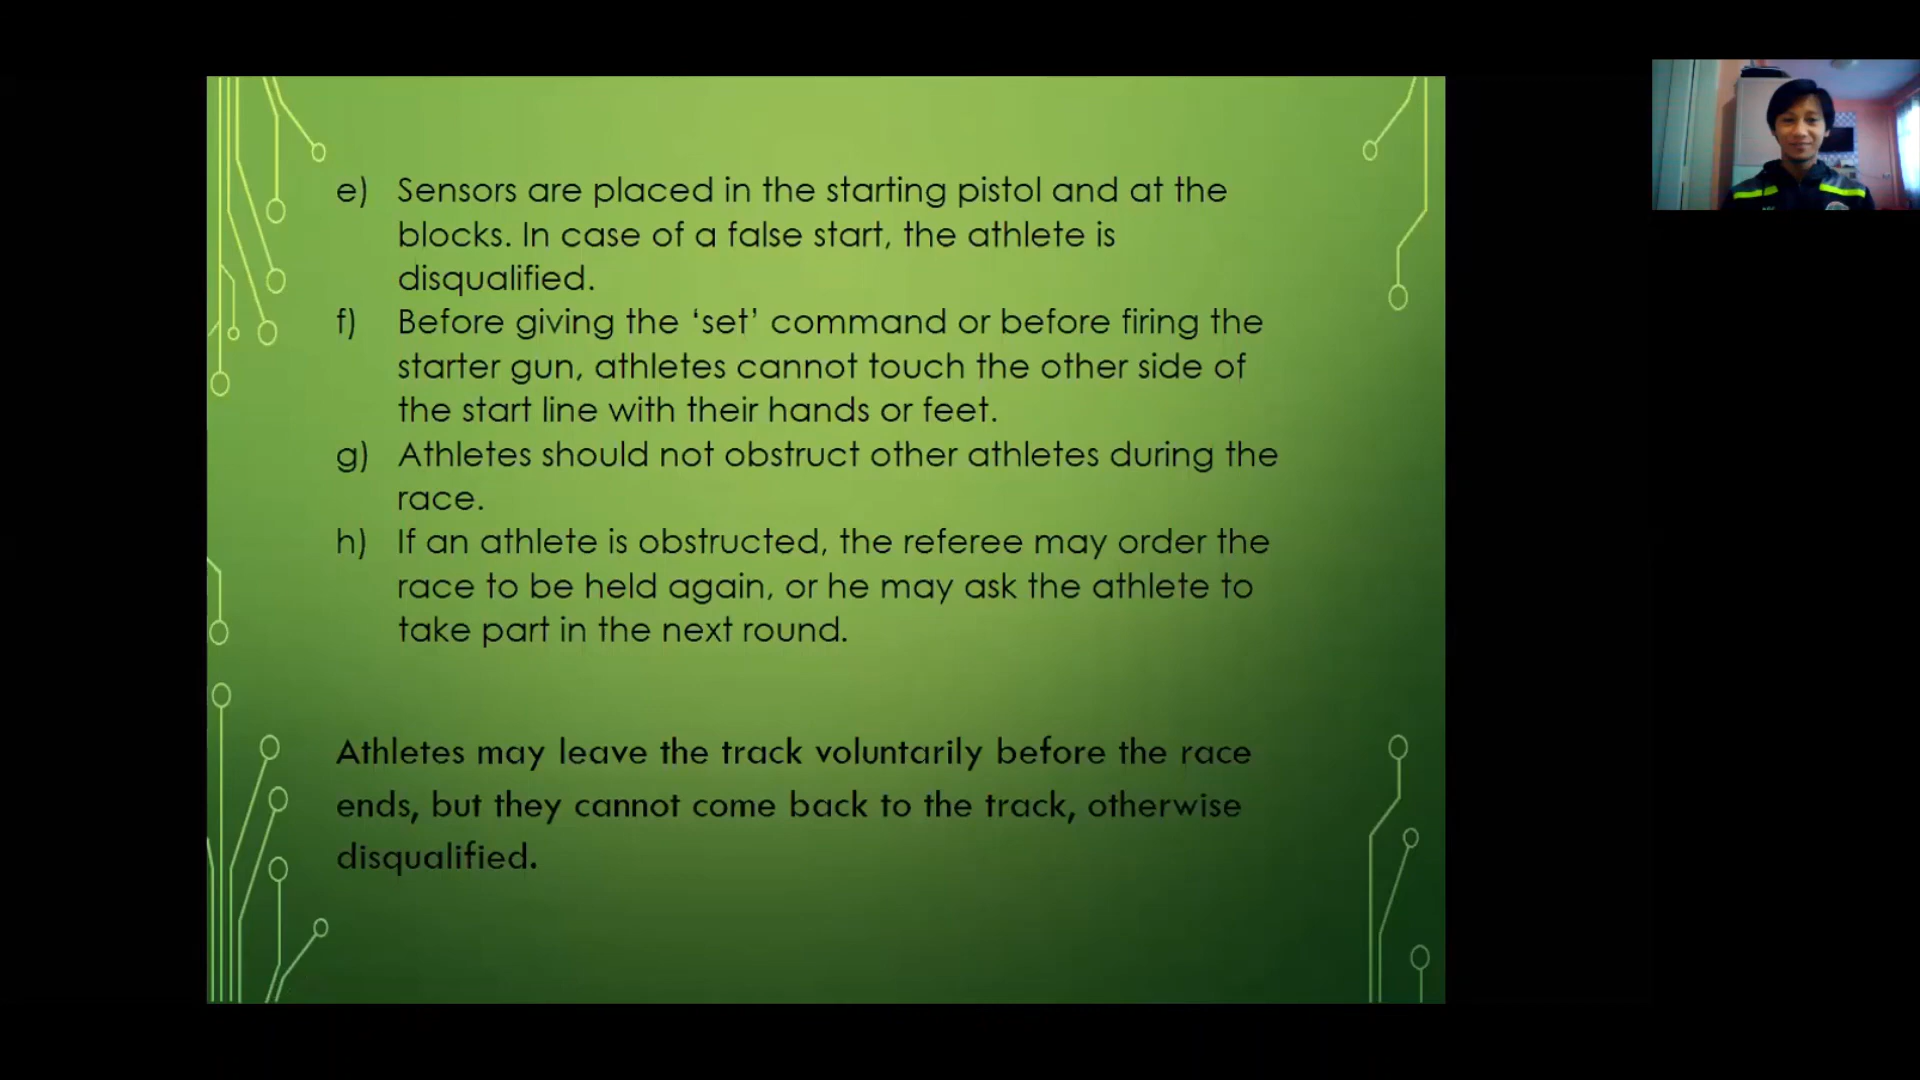 e) Sensors are placed in the starting pistol and at the
blocks. In case of a false start, the athlete is
disqualified.
f) Before giving the ‘set’ command or before firing the
starter gun, athletes cannot touch the other side of
the start line with their hands or feet.
g) Athletes should not obstruct other athletes during the
race.
h) If an athlete is obstructed, the referee may order the
race to be held again, or he may ask the athlete to
take part in the next round.
Athletes may leave the track voluntarily before the race
ends, but they cannot come back to the track, otherwise
disqualified.